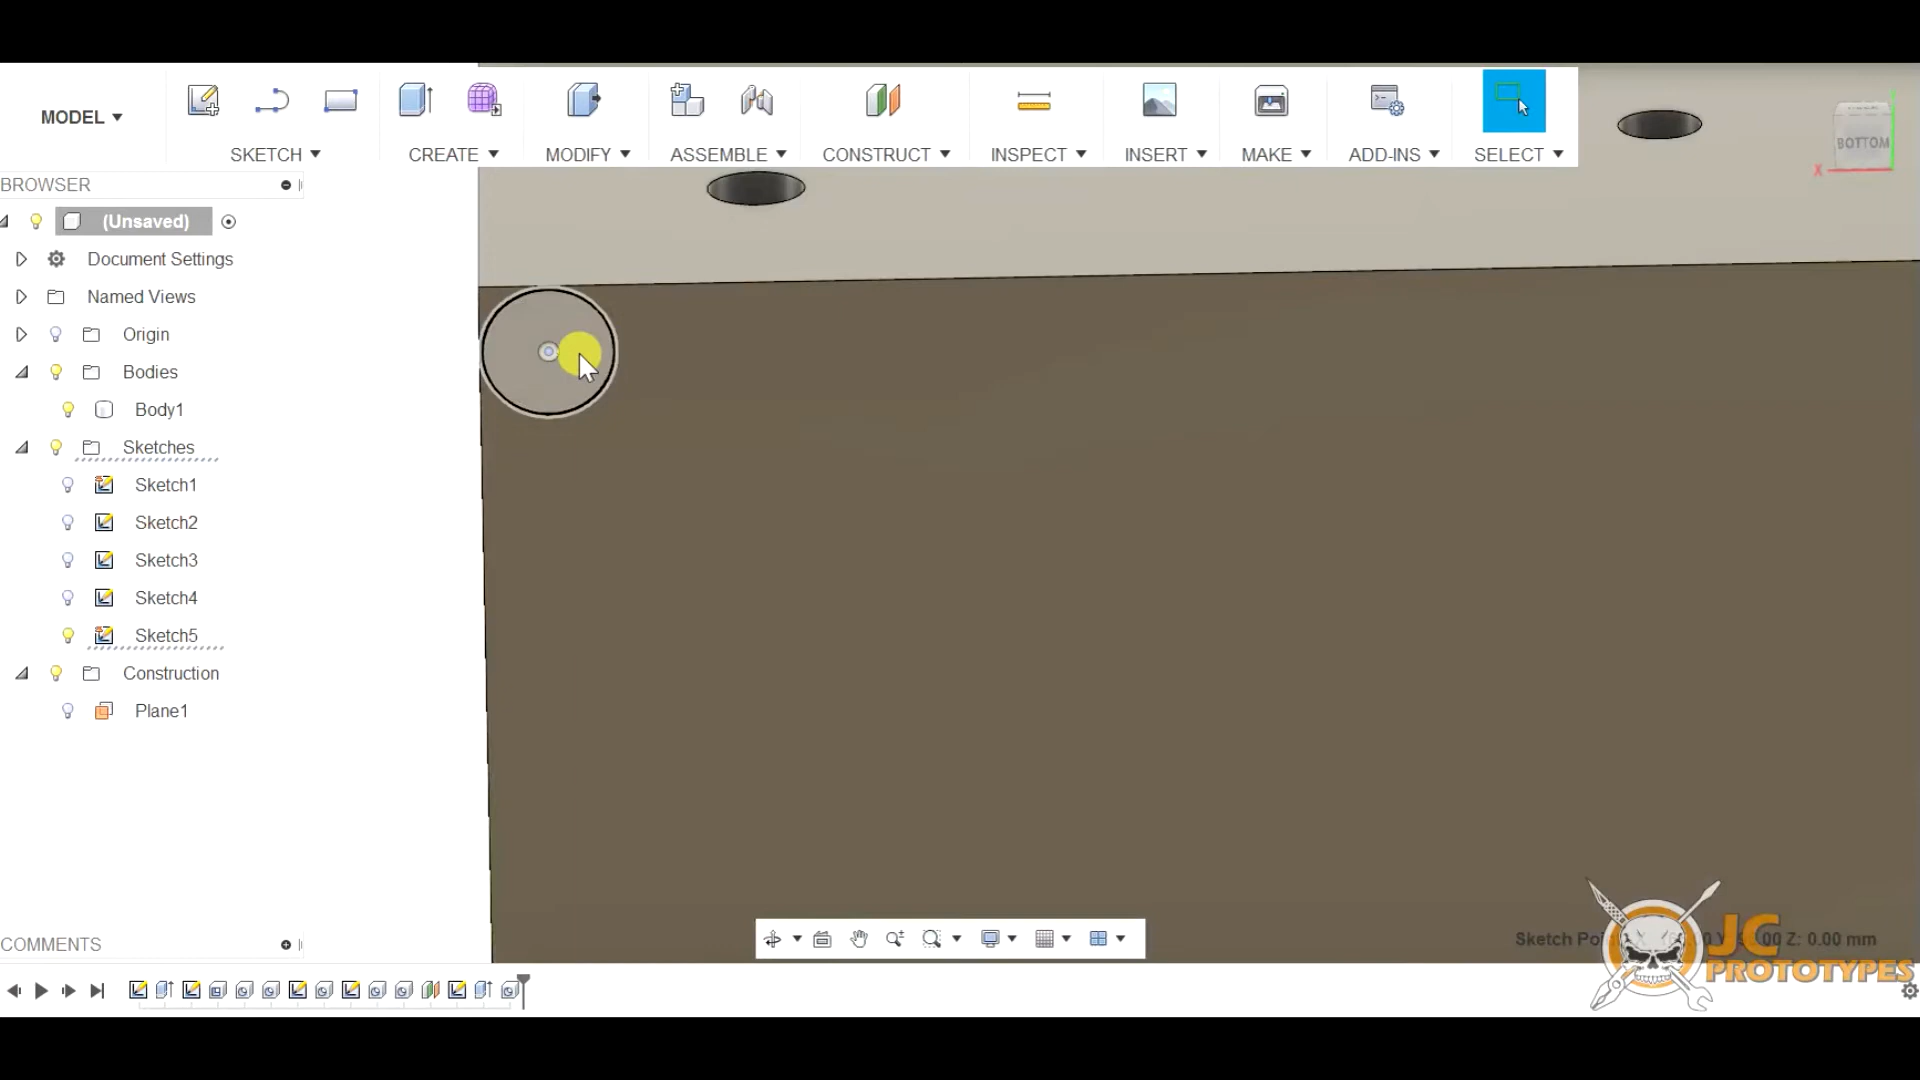 MODEL
SKETCH
CREATE
MODIFY
ASSEMBLE
CONSTRUCT
INSPECT
INSERT
MAKE
ADD-INS
SELECT
BOTTOM
X
BROWSER
(Unsaved)
Document Settings
Named Views
Origin
Bodies
Body1
Sketches
Sketch1
Sketch2
Sketch3
Sketch4
Sketch5
Construction
Plane1
COMMENTS
Sketch Z: 0.00 mm
JC
PROTOTYPES